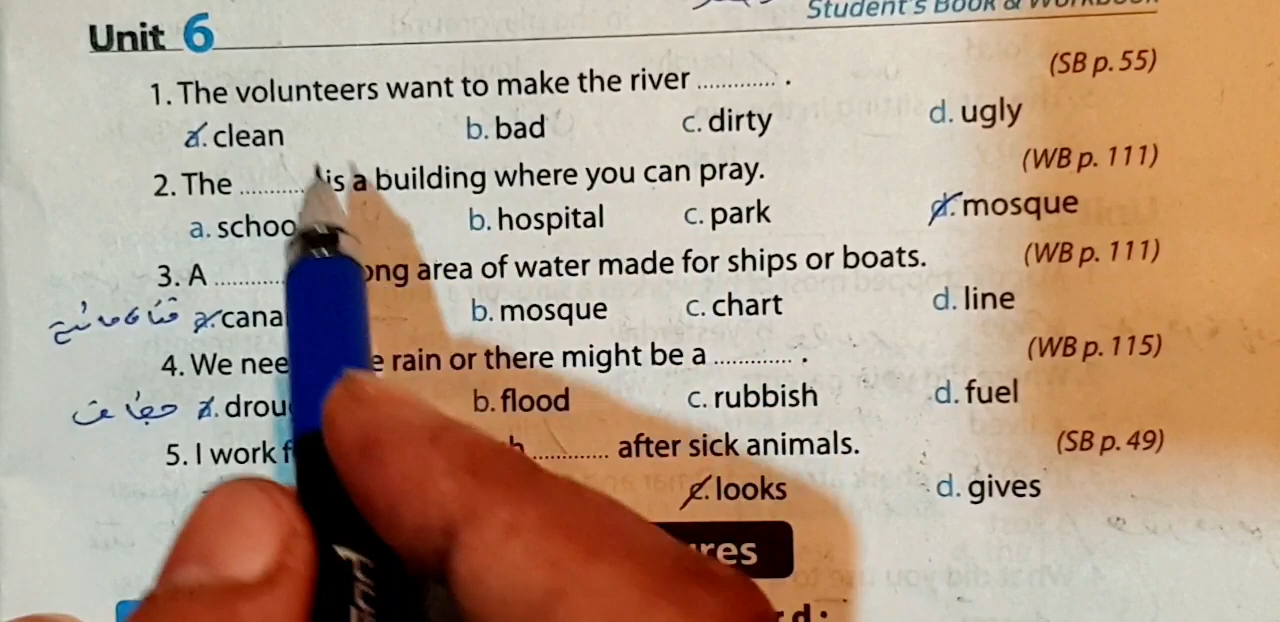 Student's Book &
Unit 6
1. The volunteers want to make the river ............. . (SB p. 55)
a. clean b. bad c. dirty d. ugly
2. The ........... is a building where you can pray. (WB p. 111)
a. schoo b. hospital c. park d. mosque
3. A ............ ong area of water made for ships or boats. (WB p. 111)
a. cana b. mosque c. chart d. line
4. We nee e rain or there might be a ............. . (WB p. 115)
a. drou b. flood c. rubbish d. fuel
5. I work f h ............. after sick animals. (SB p. 49)
c. looks d. gives
res